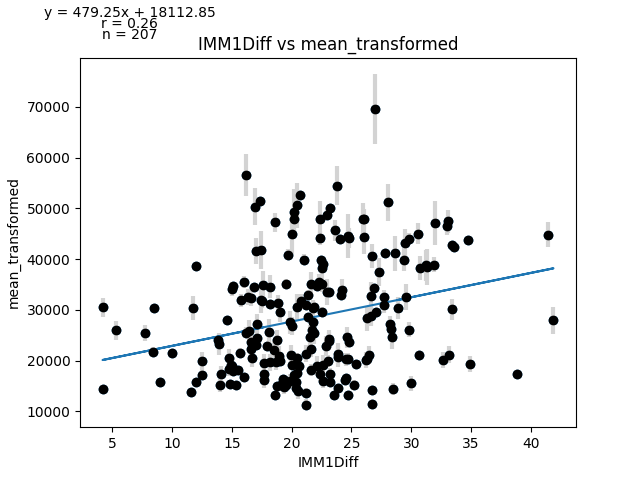 y = 479.25x + 18112.85
r = 0.26
n = 207
IMM1Diff vs mean_transformed
mean_transformed
70000
60000
50000
40000
30000
20000
10000
5 10 15 20 25 30 35 40
IMM1Diff